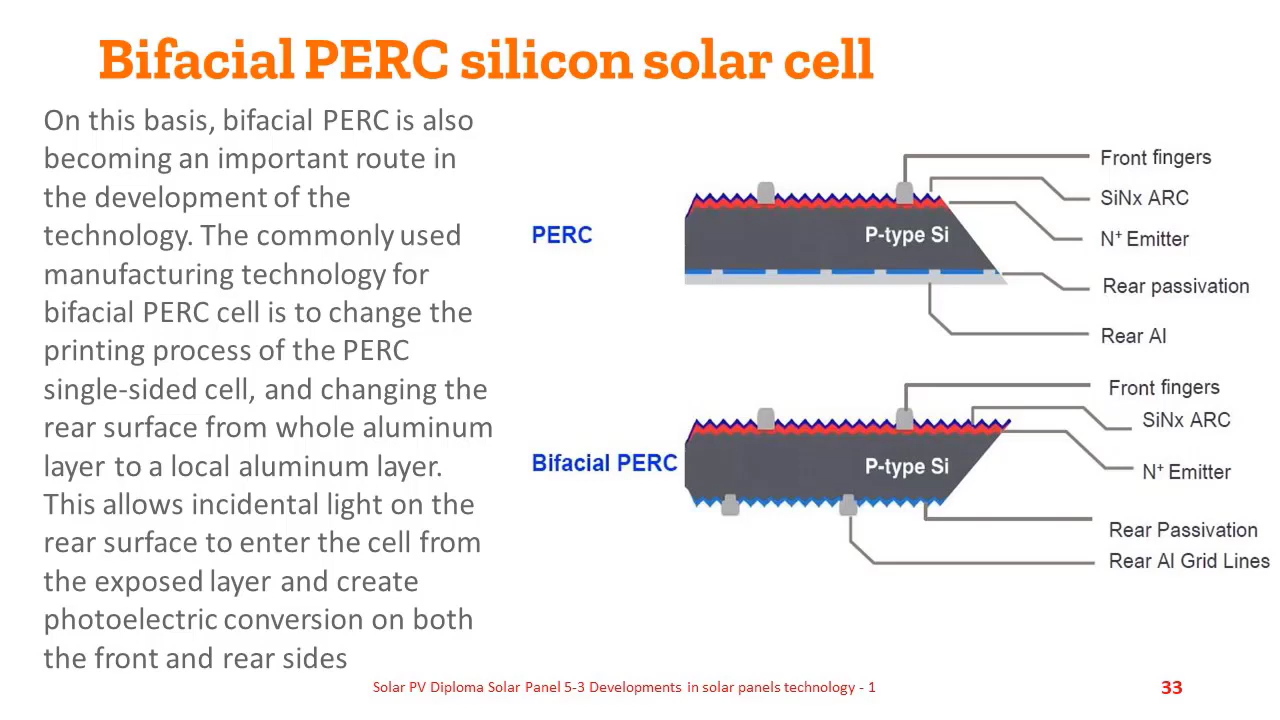 Bifacial PERC silicon solar cell
On this basis, bifacial PERC is also
becoming an important route in
the development of the
technology. The commonly used
manufacturing technology for
bifacial PERC cell is to change the
printing process of the PERC
single-sided cell, and changing the
rear surface from whole aluminum
layer to a local aluminum layer.
This allows incidental light on the
rear surface to enter the cell from
the exposed layer and create
photoelectric conversion on both
the front and rear sides
PERC
P-type Si
Front fingers
SiNx ARC
N⁺ Emitter
Rear passivation
Rear Al
Bifacial PERC
P-type Si
Front fingers
SiNx ARC
N⁺ Emitter
Rear Passivation
Rear Al Grid Lines
Solar PV Diploma Solar Panel 5-3 Developments in solar panels technology - 1
33